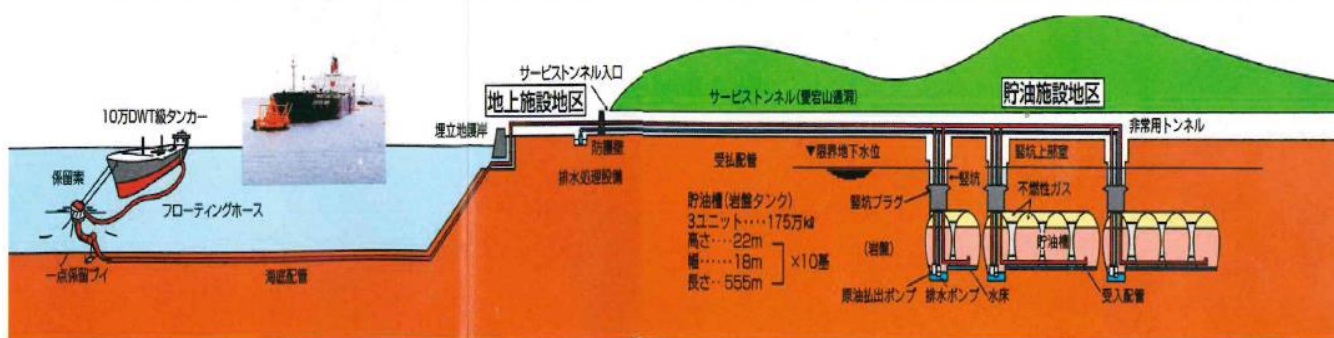 サービストンネル入口
地上施設地区
サービストンネル(愛宕山通洞)
貯油施設地区
10万DWT級タンカー
埋立地護岸
非常用トンネル
防護壁
係留索
排水処理設備
受払配管
▼限界地下水位
竪坑上部室
フローティングホース
竪坑
不燃性ガス
竪坑プラグ
貯油槽(岩盤タンク)
3ユニット‥‥175万㎘
高さ‥‥22m
幅‥‥‥18m
長さ‥555m
×10基
(岩盤)
貯油槽
一点係留ブイ
海底配管
原油払出ポンプ
排水ポンプ
水床
受入配管